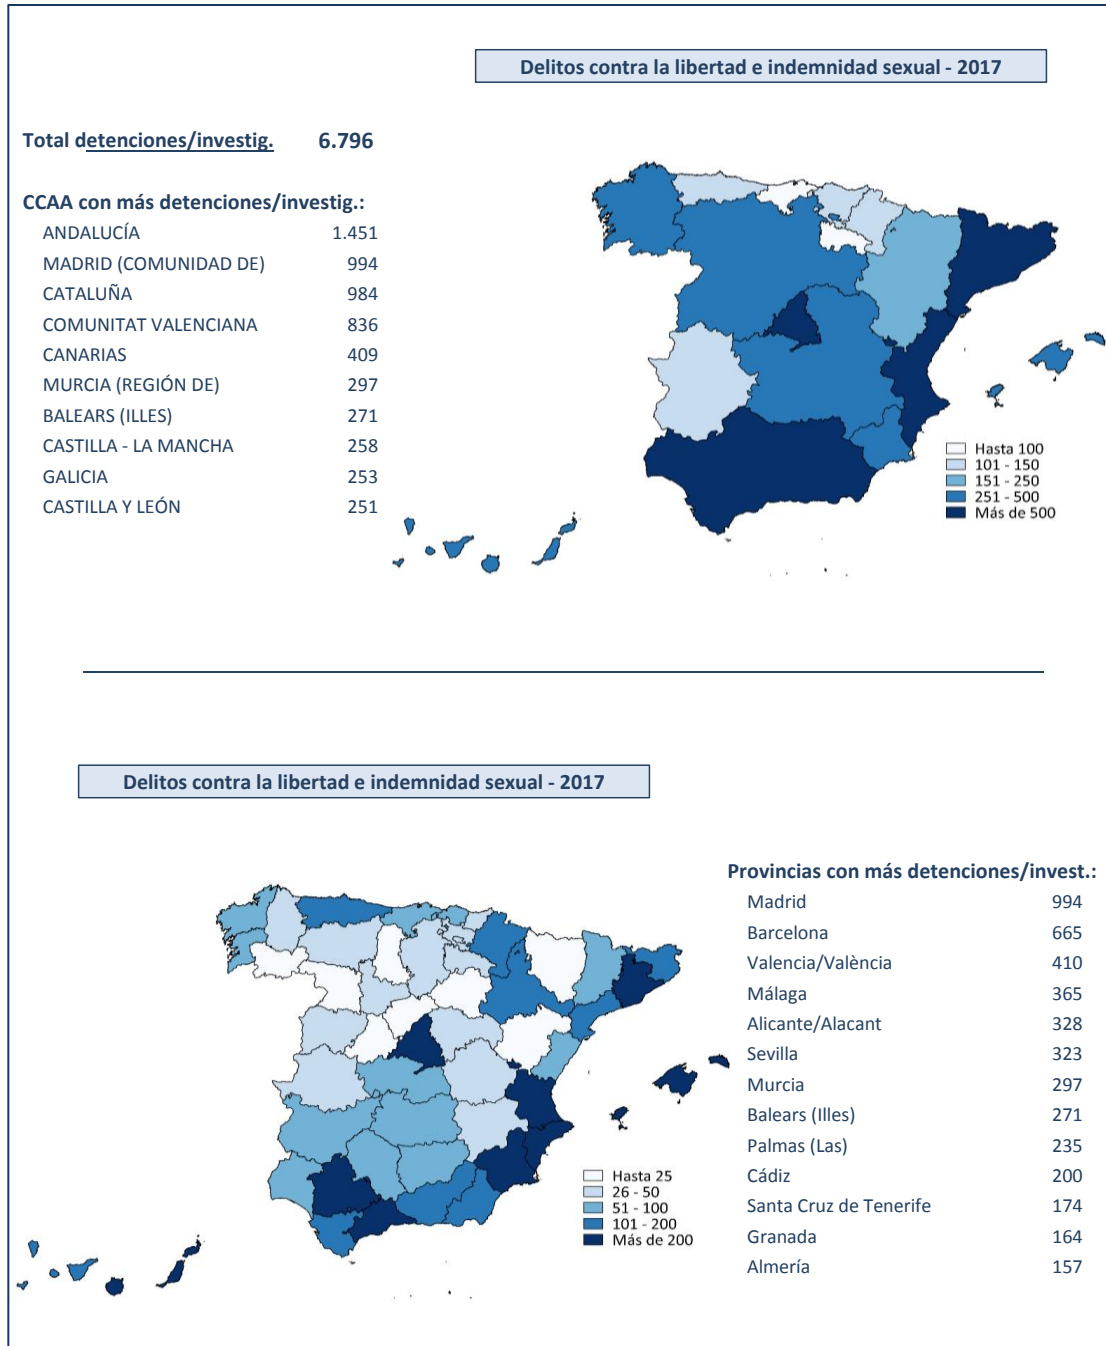 Delitos contra la libertad e indemnidad sexual - 2017
Total detenciones/investig. 6.796
CCAA con más detenciones/investig.:
ANDALUCÍA 1.451
MADRID (COMUNIDAD DE) 994
CATALUÑA 984
COMUNITAT VALENCIANA 836
CANARIAS 409
MURCIA (REGIÓN DE) 297
BALEARS (ILLES) 271
CASTILLA - LA MANCHA 258
GALICIA 253
CASTILLA Y LEÓN 251
Hasta 100
101 - 150
151 - 250
251 - 500
Más de 500
Delitos contra la libertad e indemnidad sexual - 2017
Provincias con más detenciones/invest.:
Madrid 994
Barcelona 665
Valencia/València 410
Málaga 365
Alicante/Alacant 328
Sevilla 323
Murcia 297
Balears (Illes) 271
Palmas (Las) 235
Cádiz 200
Santa Cruz de Tenerife 174
Granada 164
Almería 157
Hasta 25
26 - 50
51 - 100
101 - 200
Más de 200